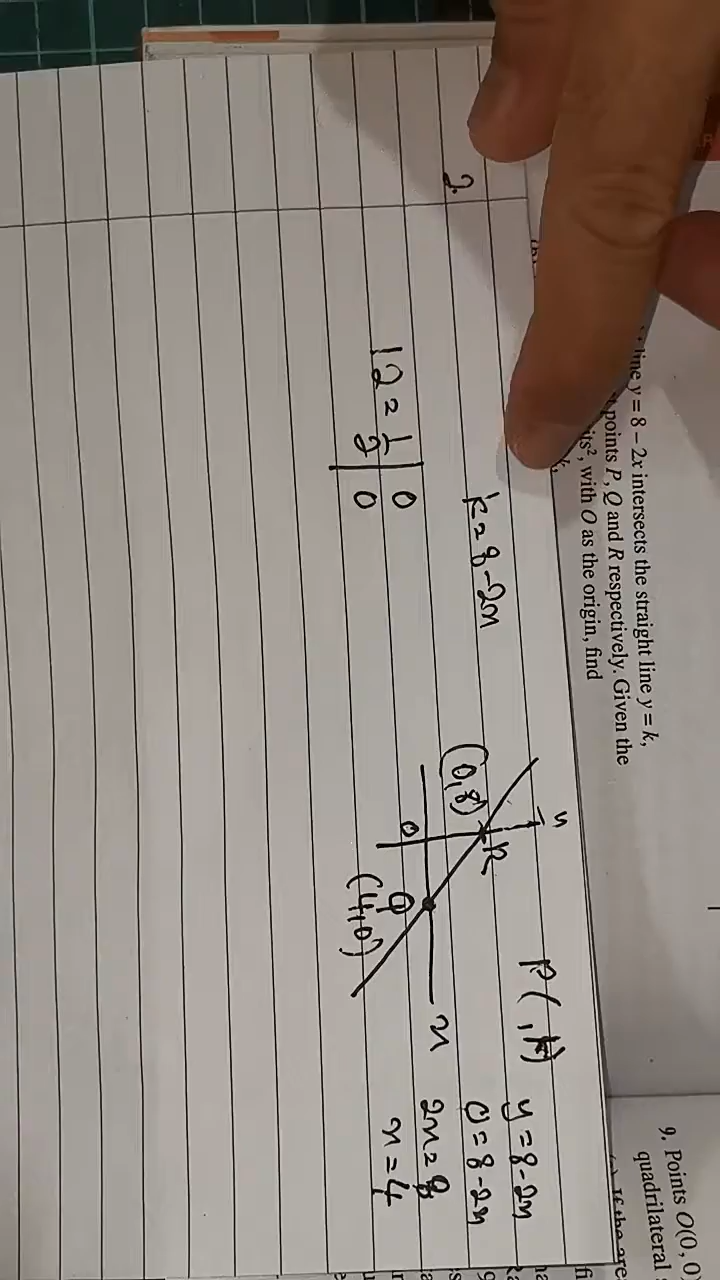 line y = 8 − 2x intersects the straight line y = k,
points P, Q and R respectively. Given the
with O as the origin, find
9. Points O(0, 0)
quadrilateral
2.
k = 8 - 2x
12 = 1/2 | 0
0
y
(0,8)
R
O
Q
(4,0)
x
P( , k)
y = 8 - 2x
0 = 8 - 2x
2x = 8
x = 4